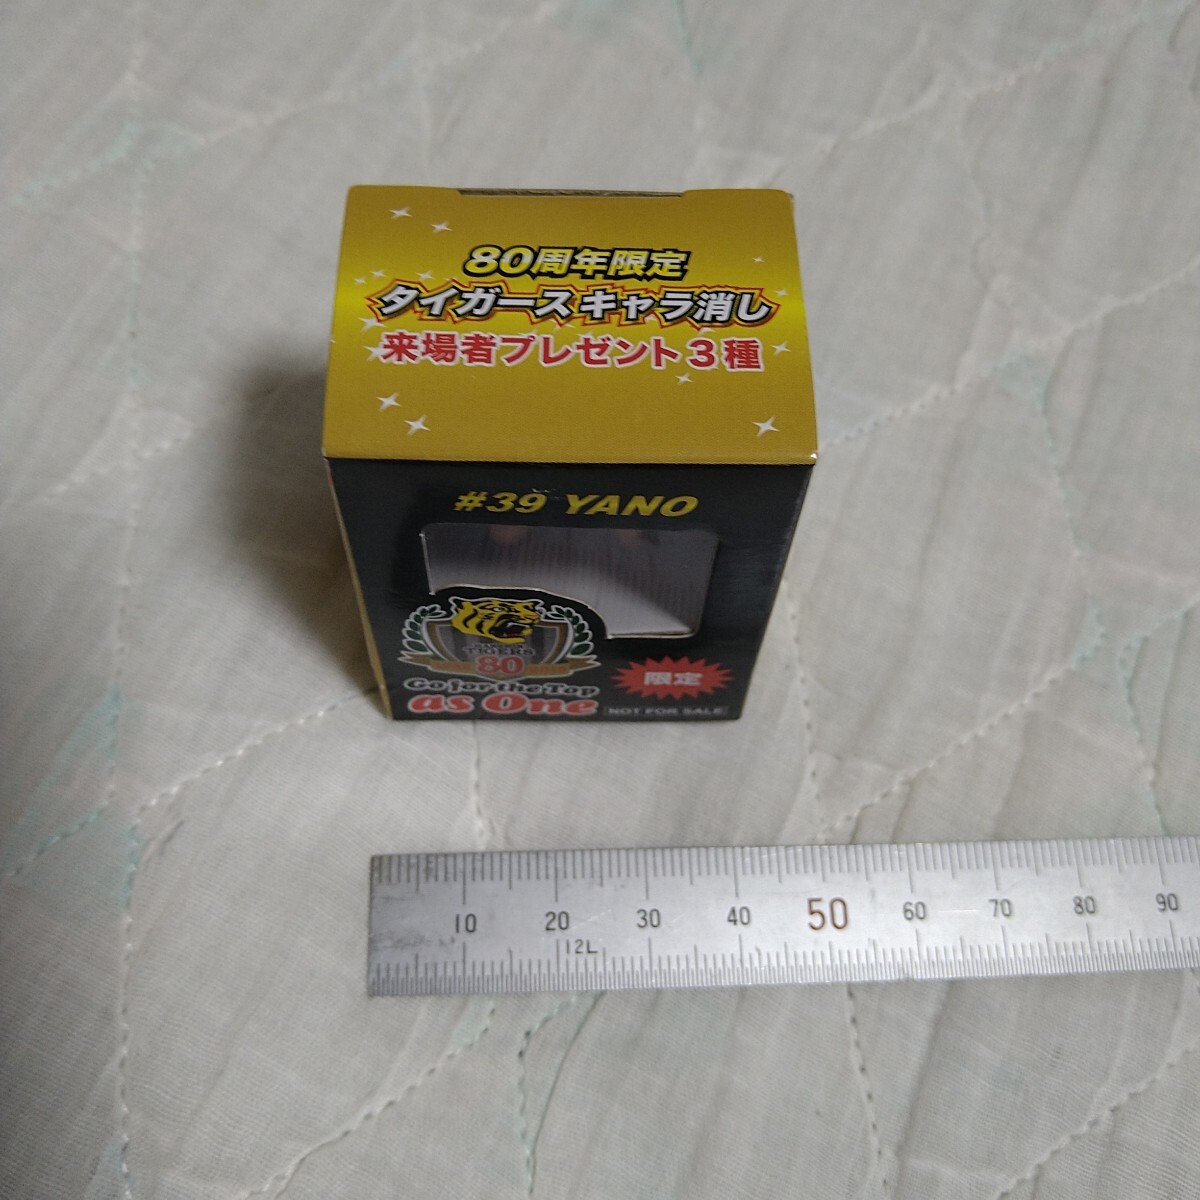 80周年限定
タイガース キャラ消し
来場者プレゼント3種
#39 YANO
TIGERS
80
Go for the Top
as One
限定
NOT FOR SALE
10 20 30 40 50 60 70 80 90
12L